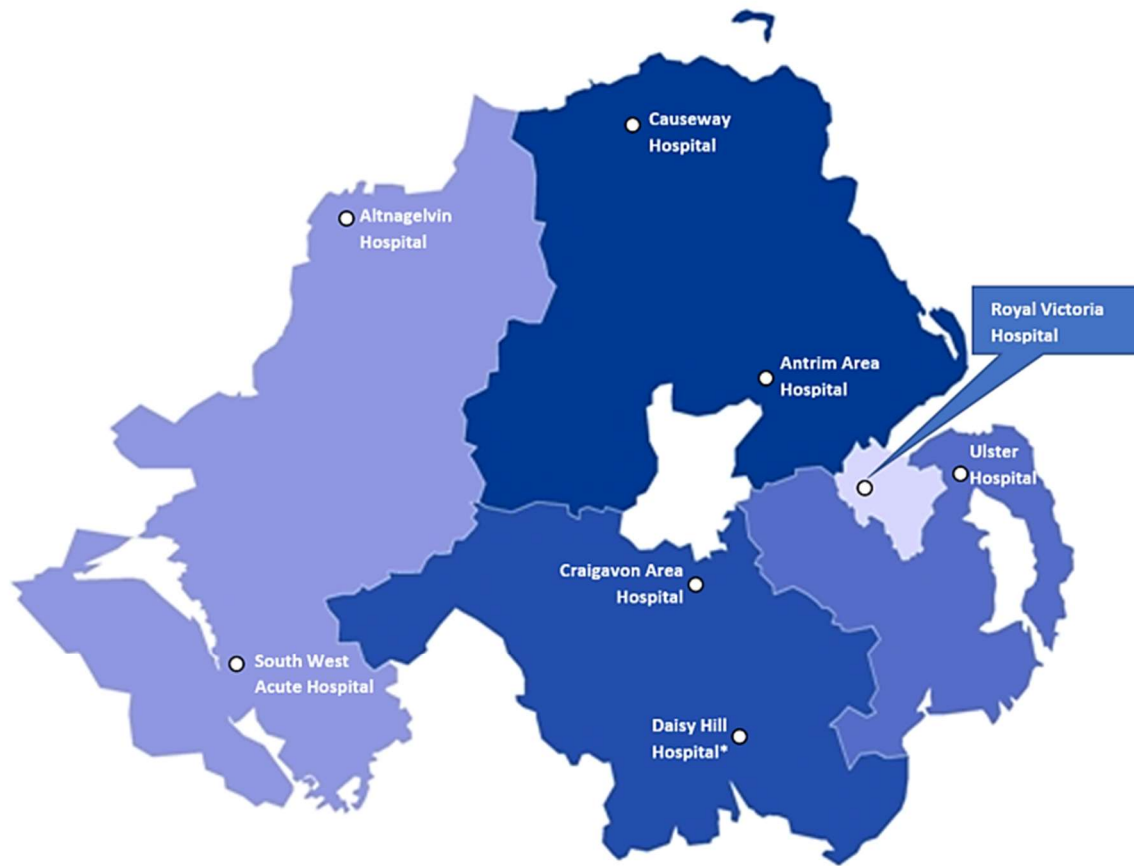 Causeway
Hospital
Altnagelvin
Hospital
Royal Victoria
Hospital
Antrim Area
Hospital
Ulster
Hospital
Craigavon Area
Hospital
South West
Acute Hospital
Daisy Hill
Hospital*